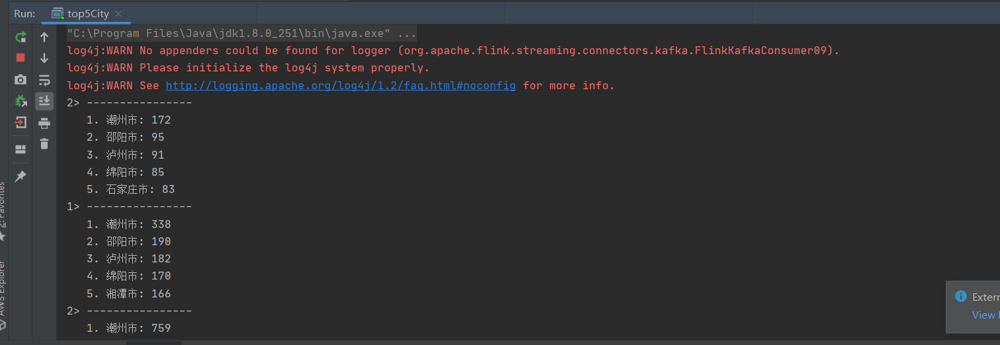 Run: top5City
"C:\Program Files\Java\jdk1.8.0_251\bin\java.exe" ...
log4j:WARN No appenders could be found for logger (org.apache.flink.streaming.connectors.kafka.FlinkKafkaConsumer09).
log4j:WARN Please initialize the log4j system properly.
log4j:WARN See http://logging.apache.org/log4j/1.2/faq.html#noconfig for more info.
2> ----------------
1. 潮州市: 172
2. 邵阳市: 95
3. 泸州市: 91
4. 绵阳市: 85
5. 石家庄市: 83
1> ----------------
1. 潮州市: 338
2. 邵阳市: 190
3. 泸州市: 182
4. 绵阳市: 170
5. 湘潭市: 166
2> ----------------
1. 潮州市: 759
2: Favorites
AWS Explorer
View